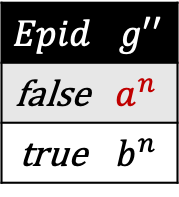 Epid g″
false aⁿ
true bⁿ